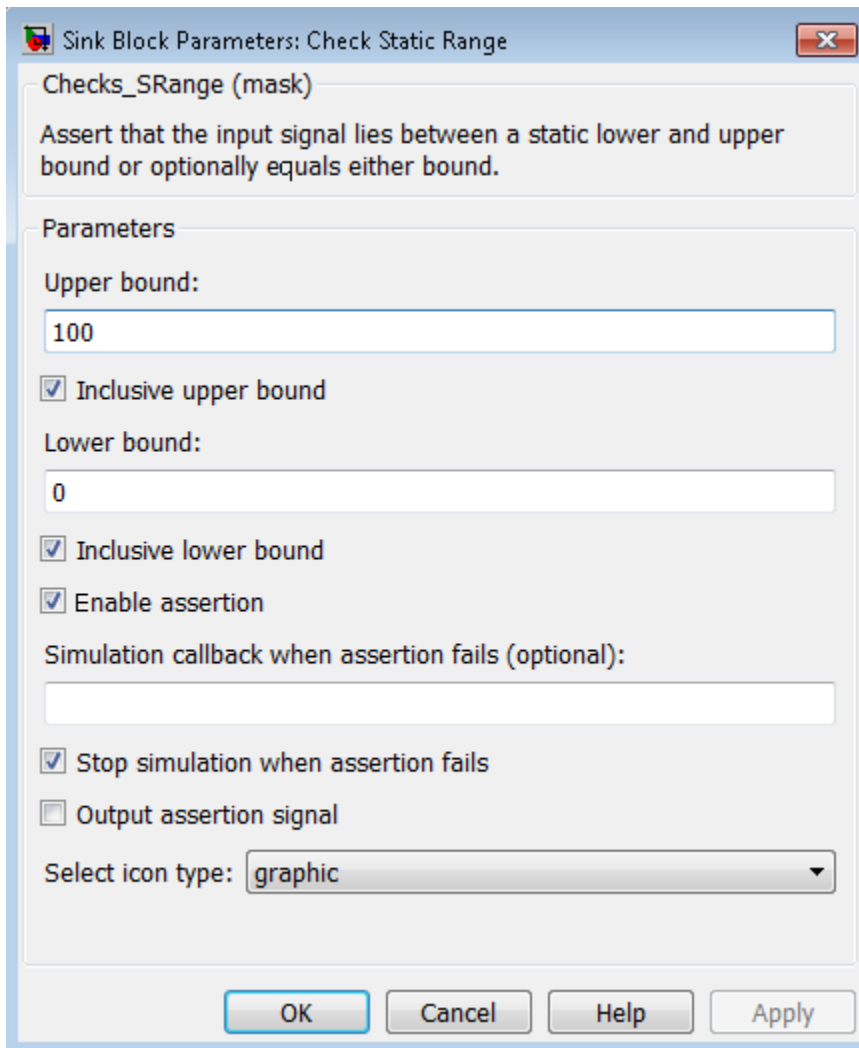 Sink Block Parameters: Check Static Range
Checks_SRange (mask)
Assert that the input signal lies between a static lower and upper
bound or optionally equals either bound.
Parameters
Upper bound:
100
Inclusive upper bound
Lower bound:
0
Inclusive lower bound
Enable assertion
Simulation callback when assertion fails (optional):
Stop simulation when assertion fails
Output assertion signal
Select icon type: graphic
OK Cancel Help Apply